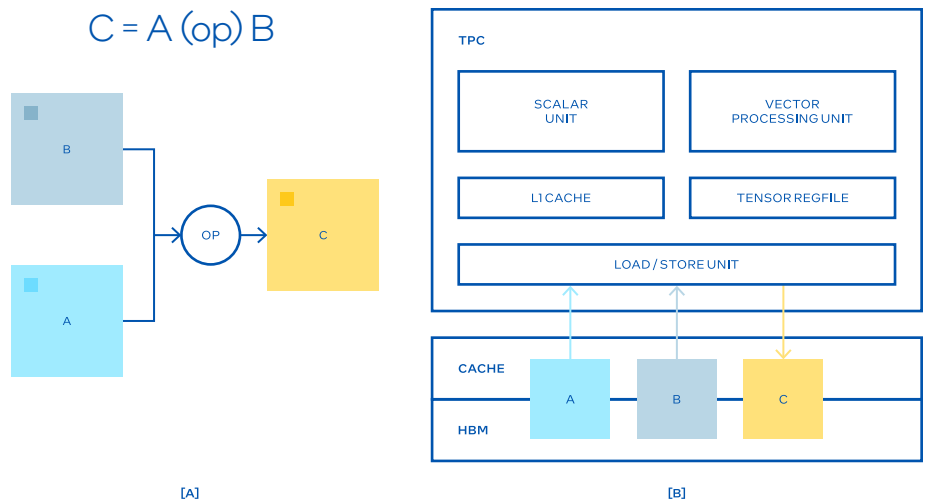 C = A (op) B
B
A
OP
C
[A]
TPC
SCALAR
UNIT
VECTOR
PROCESSING UNIT
L1 CACHE
TENSOR REGFILE
LOAD / STORE UNIT
CACHE
HBM
A
B
C
[B]